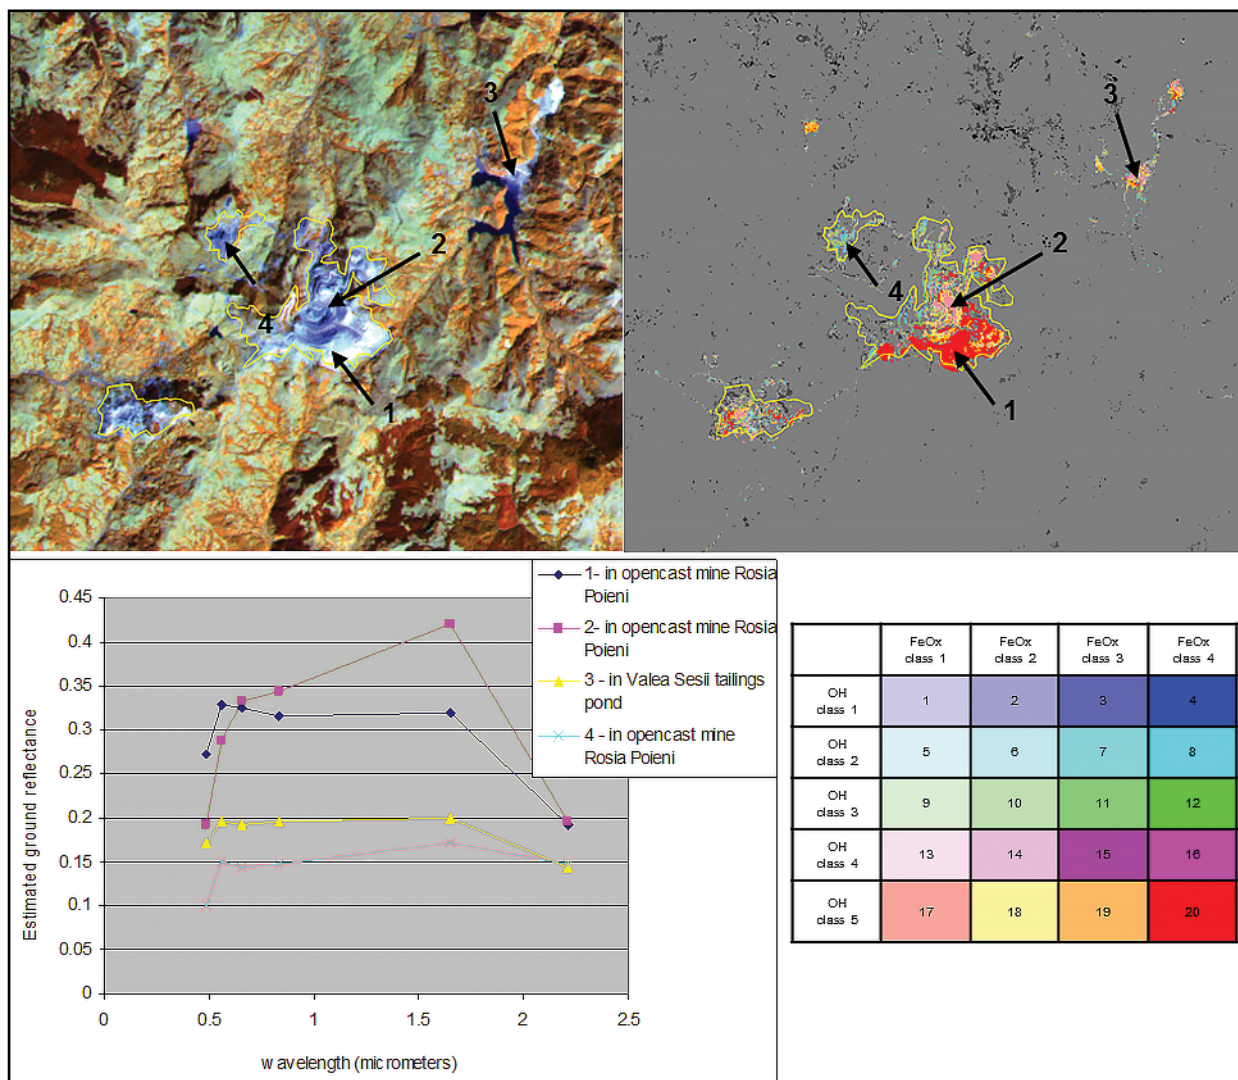 3
2
4
1
3
2
4
1
1- in opencast mine Rosia
Poieni
2- in opencast mine Rosia
Poieni
3 - in Valea Sesii tailings
pond
4 - in opencast mine
Rosia Poieni
Estimated ground reflectance
0.45
0.4
0.35
0.3
0.25
0.2
0.15
0.1
0.05
0
0 0.5 1 1.5 2 2.5
wavelength (micrometers)
FeOx class 1 FeOx class 2 FeOx class 3 FeOx class 4
OH class 1 1 2 3 4
OH class 2 5 6 7 8
OH class 3 9 10 11 12
OH class 4 13 14 15 16
OH class 5 17 18 19 20